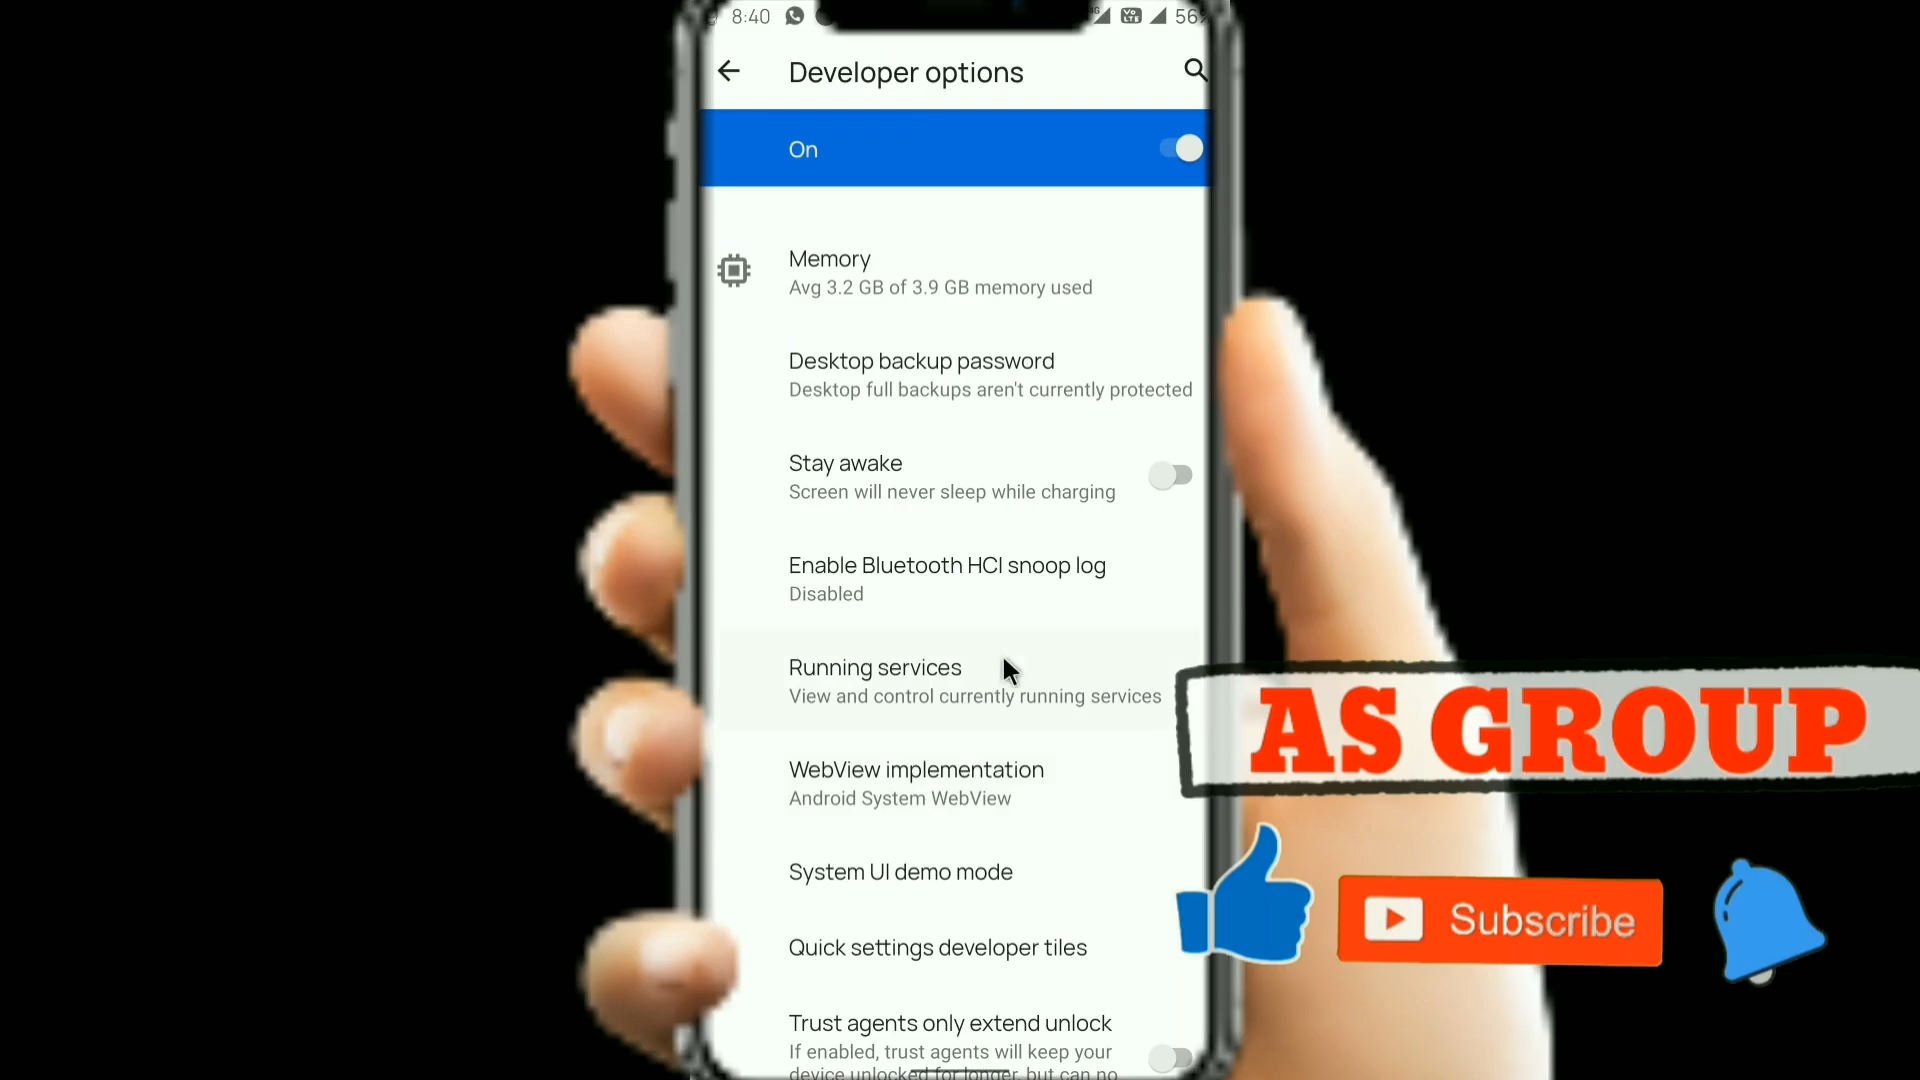 8:40 56
Developer options
On
Memory
Avg 3.2 GB of 3.9 GB memory used
Desktop backup password
Desktop full backups aren't currently protected
Stay awake
Screen will never sleep while charging
Enable Bluetooth HCI snoop log
Disabled
Running services
View and control currently running services
WebView implementation
Android System WebView
System UI demo mode
Quick settings developer tiles
Trust agents only extend unlock
If enabled, trust agents will keep your
device unlocked for longer, but can no
AS GROUP
Subscribe